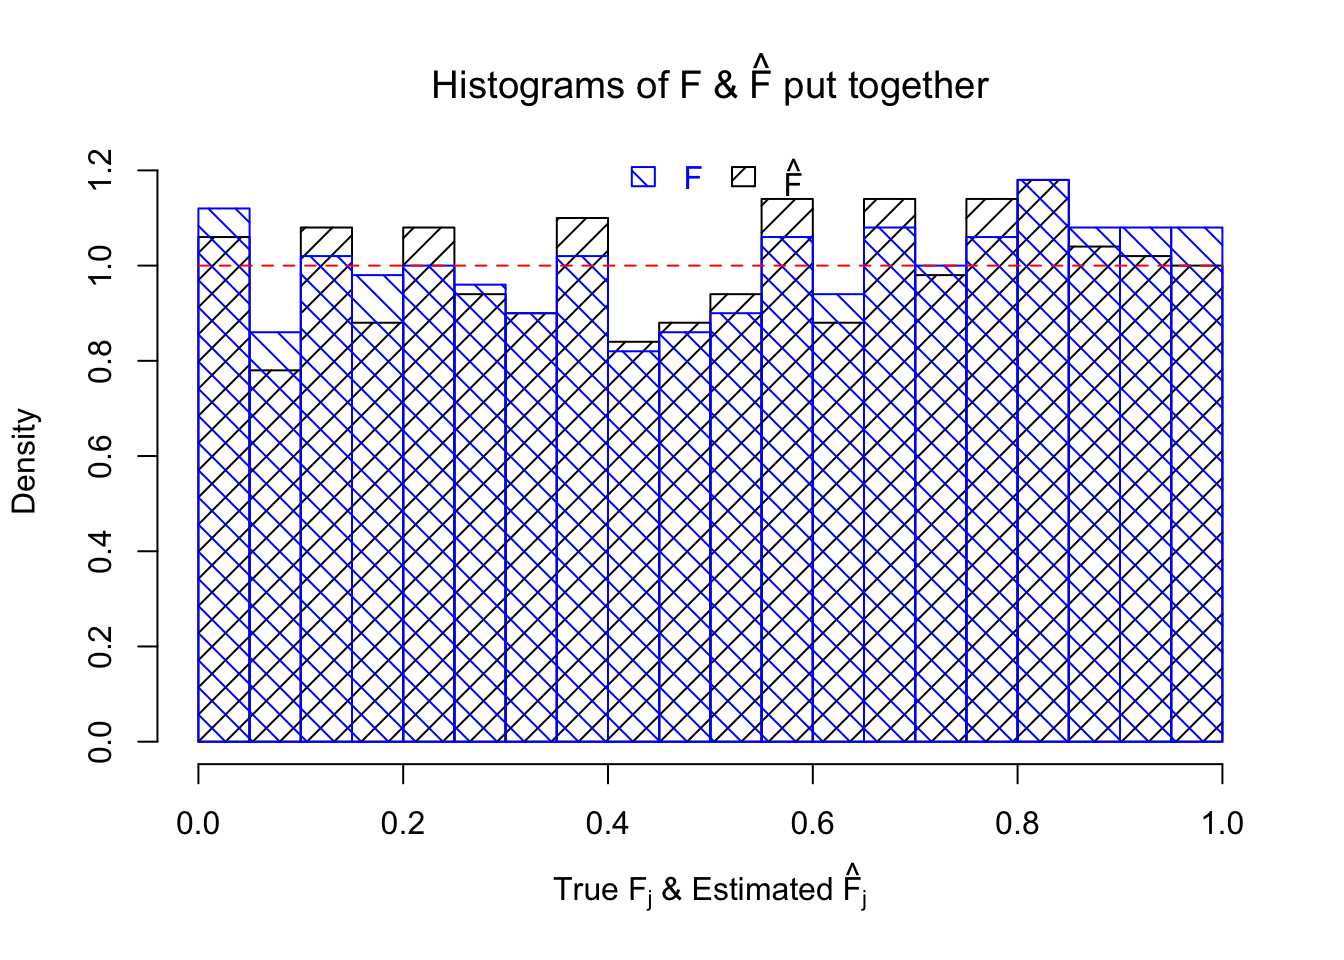 Histograms of F & F̂ put together
F F̂
1.2
1.0
0.8
0.6
0.4
0.2
0.0
Density
0.0 0.2 0.4 0.6 0.8 1.0
True Fⱼ & Estimated F̂ⱼ